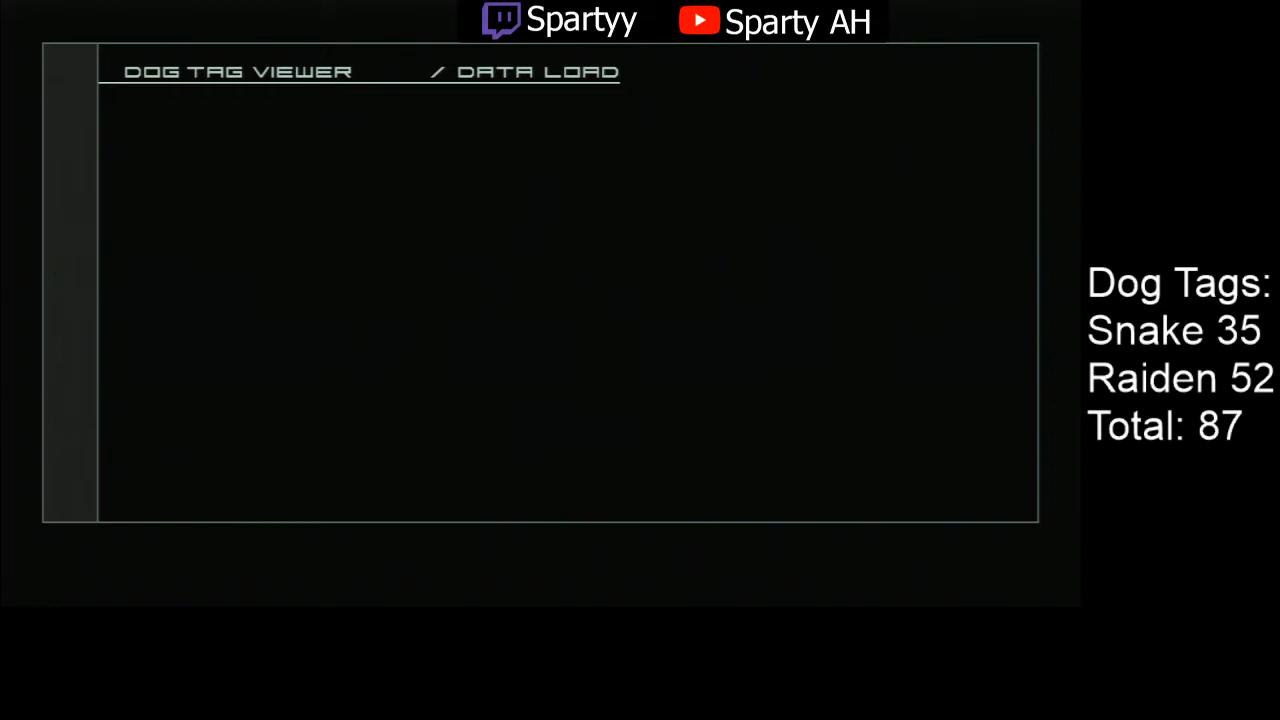 Spartyy Sparty AH
DOG TAG VIEWER / DATA LOAD
Dog Tags:
Snake 35
Raiden 52
Total: 87